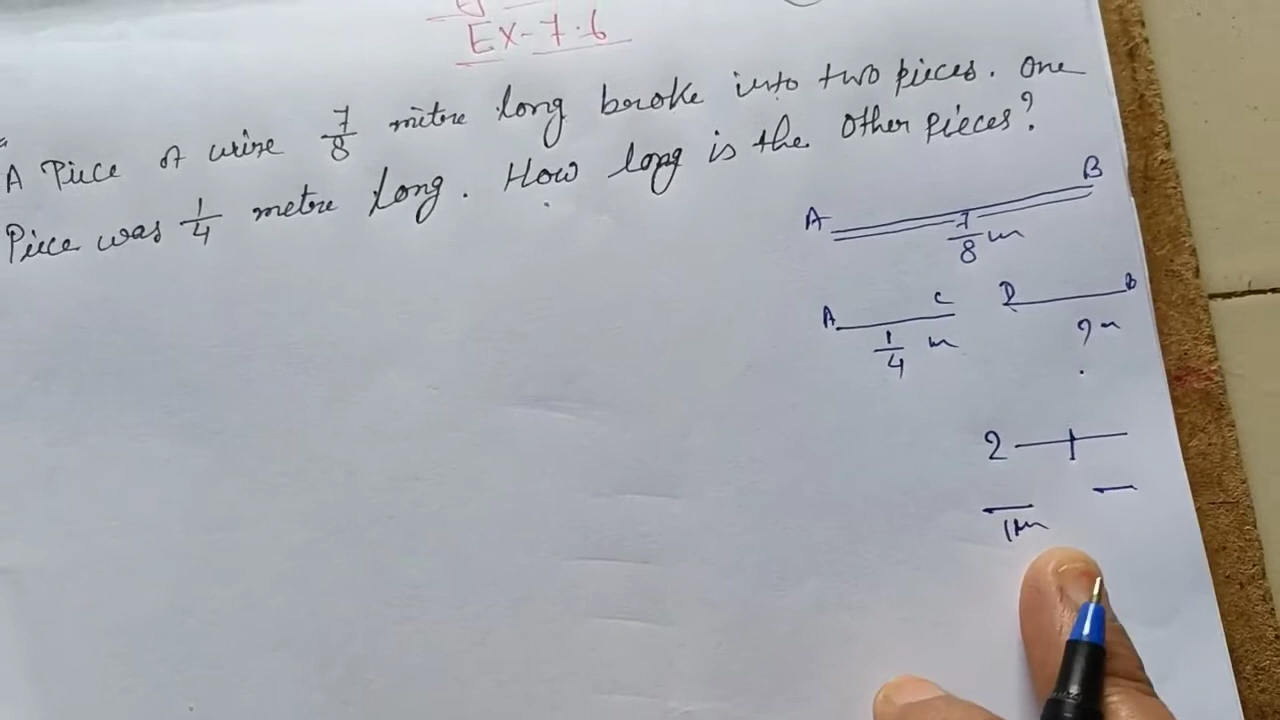 Ex-7.6
A Piece of wire 7/8 metre long broke into two pieces. One
Piece was 1/4 metre long. How long is the other pieces?
A B
7/8 m
A C D B
1/4 m ? m
2
1m